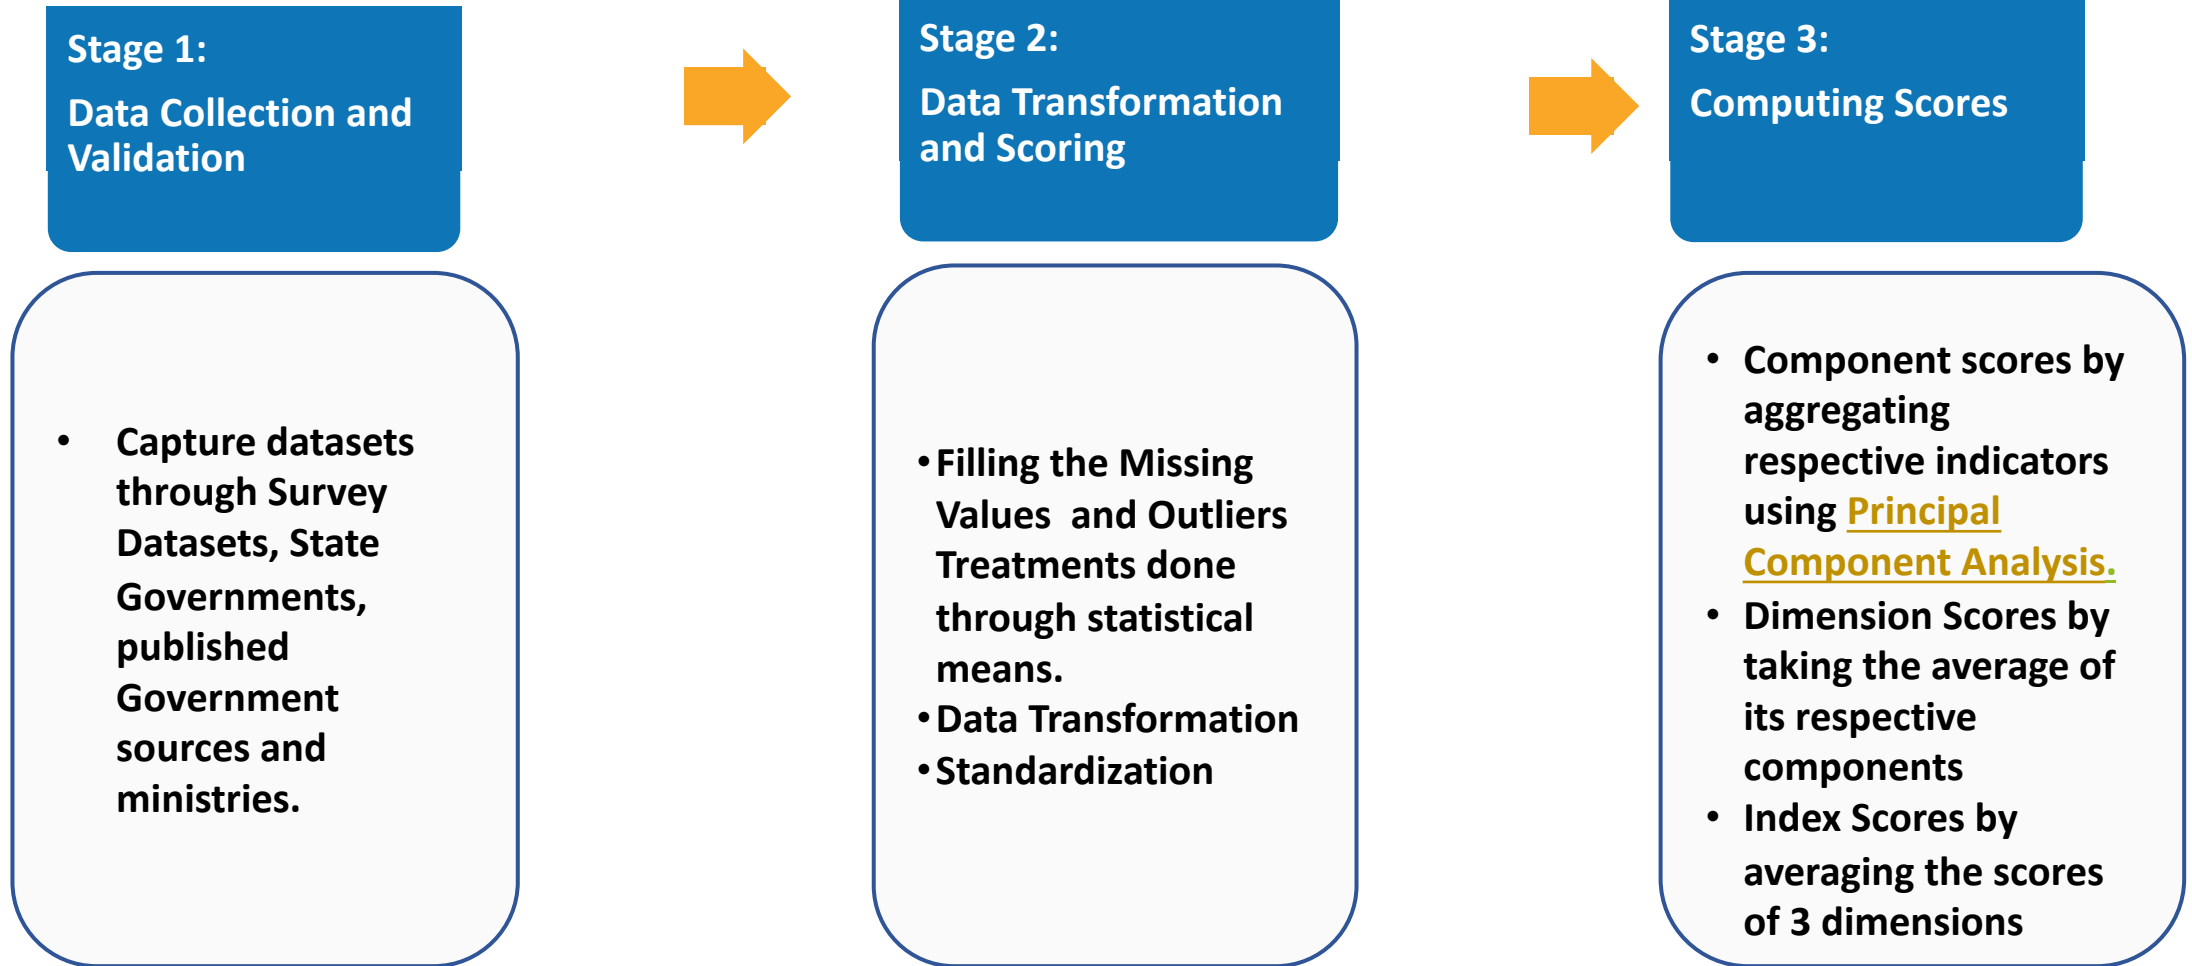 Stage 1:
Data Collection and
Validation
• Capture datasets
through Survey
Datasets, State
Governments,
published
Government
sources and
ministries.
Stage 2:
Data Transformation
and Scoring
• Filling the Missing
Values and Outliers
Treatments done
through statistical
means.
• Data Transformation
• Standardization
Stage 3:
Computing Scores
• Component scores by
aggregating
respective indicators
using Principal
Component Analysis.
• Dimension Scores by
taking the average of
its respective
components
• Index Scores by
averaging the scores
of 3 dimensions